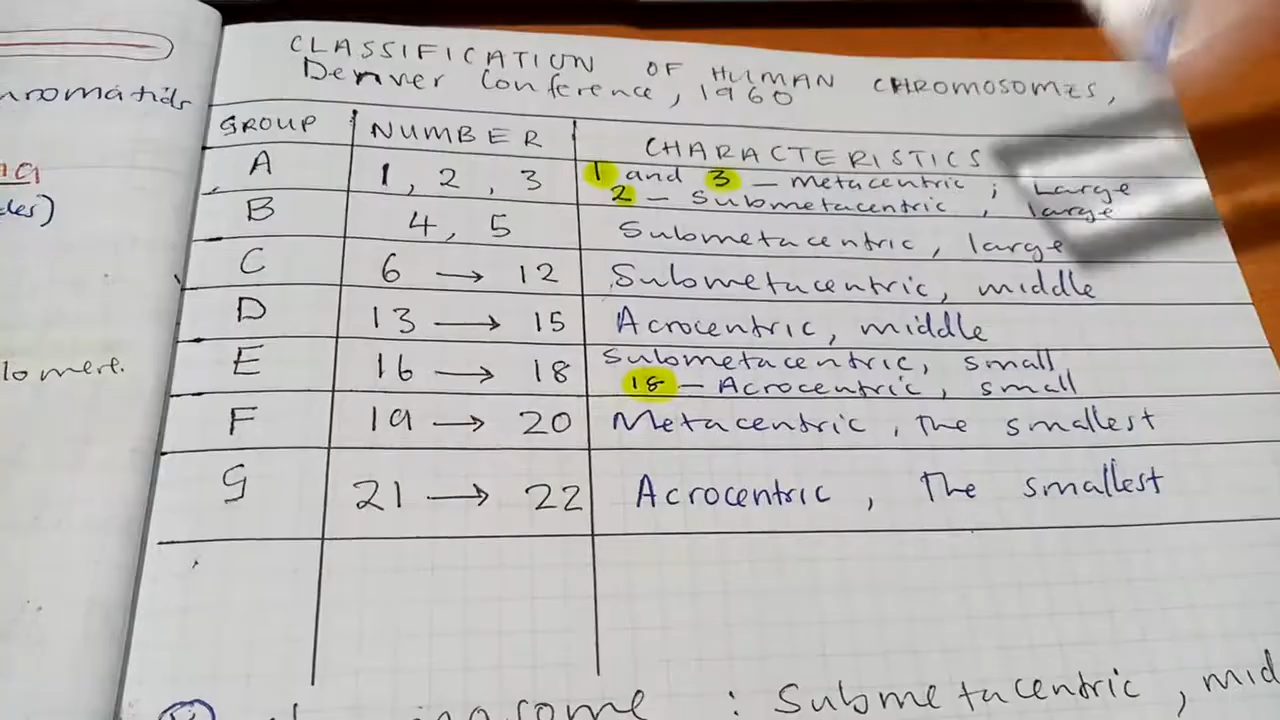 CLASSIFICATION OF HUMAN CHROMOSOMES,
Denver Conference, 1960
GROUP NUMBER CHARACTERISTICS
A 1, 2, 3 1 and 3 – Metacentric ; Large
2 – Submetacentric, large
B 4, 5 Submetacentric, large
C 6 → 12 Submetacentric, middle
D 13 → 15 Acrocentric, middle
E 16 → 18 Submetacentric, small
18 – Acrocentric, small
F 19 → 20 Metacentric, The smallest
G 21 → 22 Acrocentric, The smallest
: Submetacentric, mid